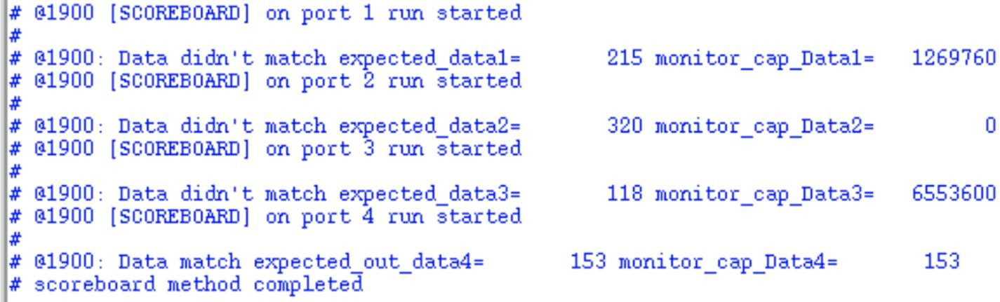 # @1900 [SCOREBOARD] on port 1 run started
#
# @1900: Data didn't match expected_data1=        215 monitor_cap_Data1=   1269760
# @1900 [SCOREBOARD] on port 2 run started
#
# @1900: Data didn't match expected_data2=        320 monitor_cap_Data2=         0
# @1900 [SCOREBOARD] on port 3 run started
#
# @1900: Data didn't match expected_data3=        118 monitor_cap_Data3=   6553600
# @1900 [SCOREBOARD] on port 4 run started
#
# @1900: Data match expected_out_data4=        153 monitor_cap_Data4=        153
# scoreboard method completed